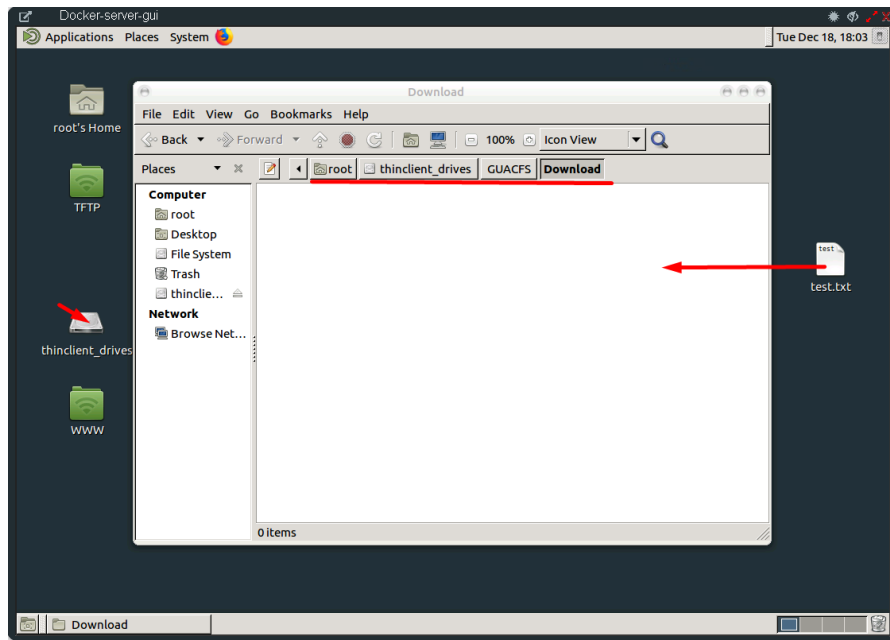 Docker-server-gui
Applications Places System Tue Dec 18, 18:03
Download
File Edit View Go Bookmarks Help
Back Forward 100% Icon View
Places root thinclient_drives GUACFS Download
Computer
root
Desktop
File System
Trash
thinclie...
Network
Browse Net...
0 items
root's Home
TFTP
thinclient_drives
WWW
test
test.txt
Download